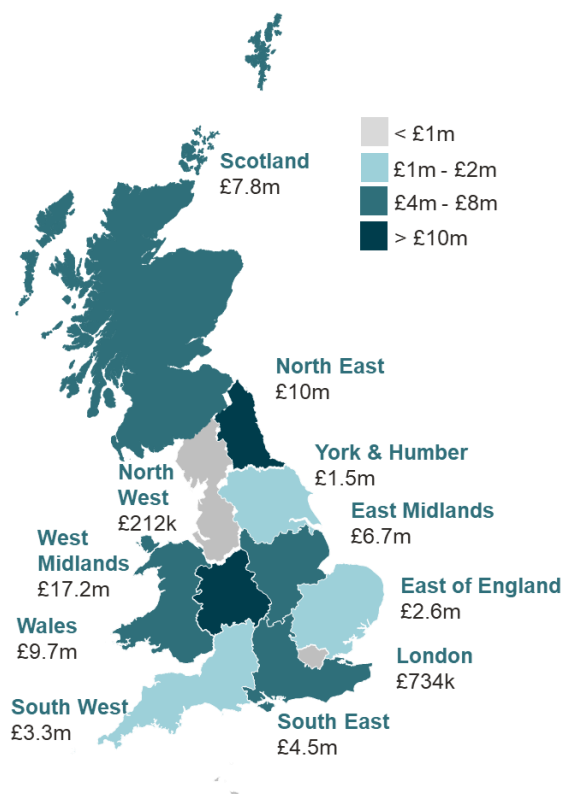 < £1m
£1m - £2m
£4m - £8m
> £10m
Scotland
£7.8m
North East
£10m
York & Humber
£1.5m
North
West
£212k
East Midlands
£6.7m
West
Midlands
£17.2m
East of England
£2.6m
Wales
£9.7m
London
£734k
South West
£3.3m
South East
£4.5m